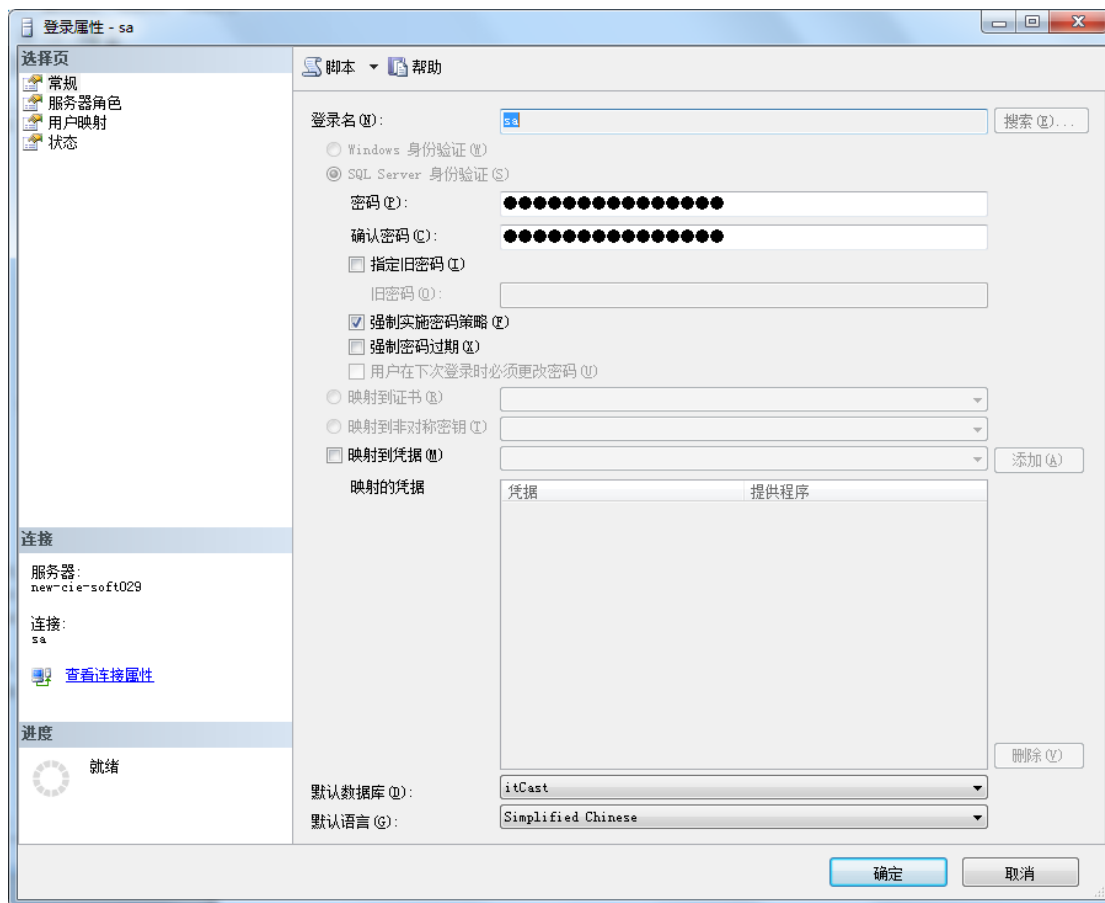 登录属性 - sa
选择页
常规
服务器角色
用户映射
状态
脚本 帮助
登录名(N): sa 搜索(E)...
Windows 身份验证(W)
SQL Server 身份验证(S)
密码(P): ●●●●●●●●●●●●●●●
确认密码(C): ●●●●●●●●●●●●●●●
指定旧密码(I)
旧密码(O):
强制实施密码策略(F)
强制密码过期(X)
用户在下次登录时必须更改密码(U)
映射到证书(R)
映射到非对称密钥(T)
映射到凭据(M) 添加(A)
映射的凭据 凭据 提供程序
删除(V)
默认数据库(D): itCast
默认语言(G): Simplified Chinese
连接
服务器:
new-cie-soft029
连接:
sa
查看连接属性
进度
就绪
确定 取消